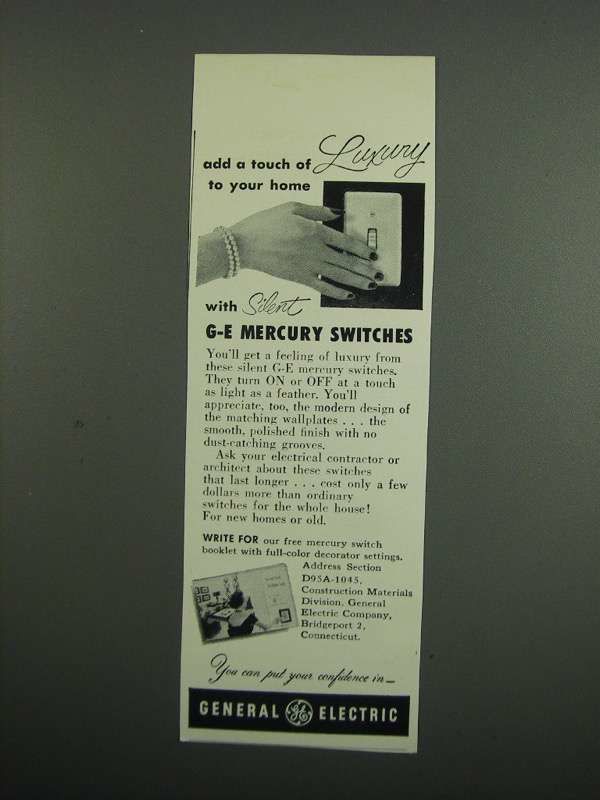 add a touch of Luxury
to your home
with Silent
G-E MERCURY SWITCHES
You'll get a feeling of luxury from
these silent G-E mercury switches.
They turn ON or OFF at a touch
as light as a feather. You'll
appreciate, too, the modern design of
the matching wallplates . . . the
smooth, polished finish with no
dust-catching grooves.
Ask your electrical contractor or
architect about these switches
that last longer . . . cost only a few
dollars more than ordinary
switches for the whole house!
For new homes or old.
WRITE FOR our free mercury switch
booklet with full-color decorator settings.
Address Section
D95A-1045,
Construction Materials
Division, General
Electric Company,
Bridgeport 2,
Connecticut.
You can put your confidence in—
GENERAL GE ELECTRIC